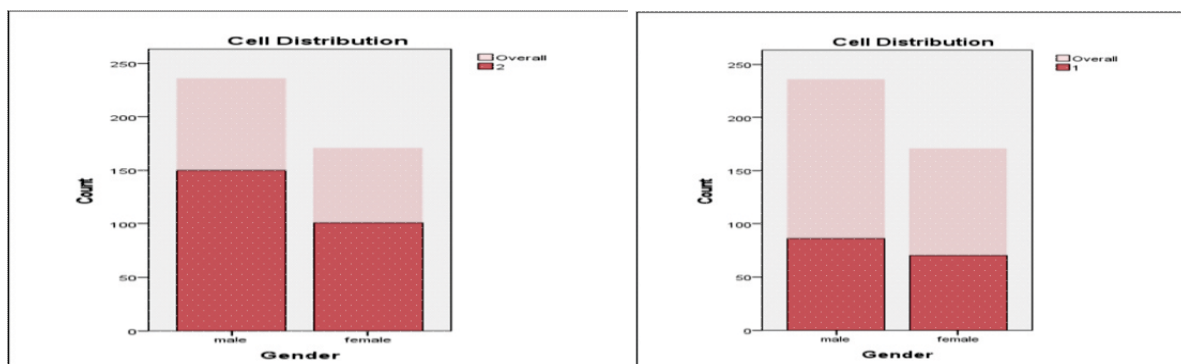 Cell Distribution
Overall
2
250
200
150
100
50
0
Count
male female
Gender
Cell Distribution
Overall
1
250
200
150
100
50
0
Count
male female
Gender